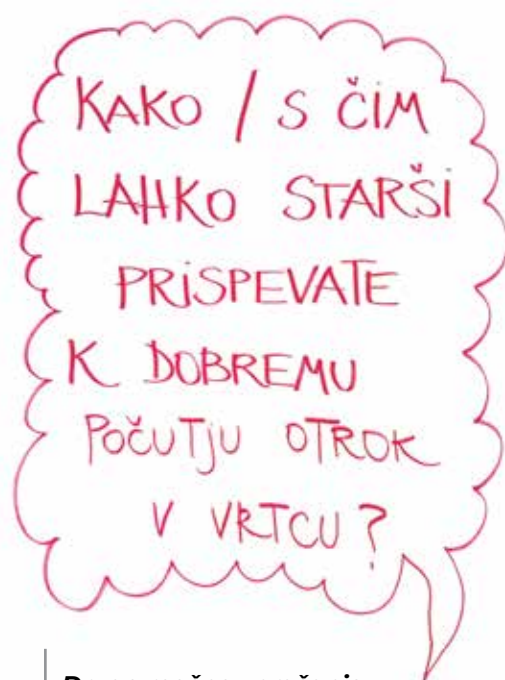 KAKO / S ČIM
LAHKO STARŠI
PRISPEVATE
K DOBREMU
POČUTJU OTROK
V VRTCU?